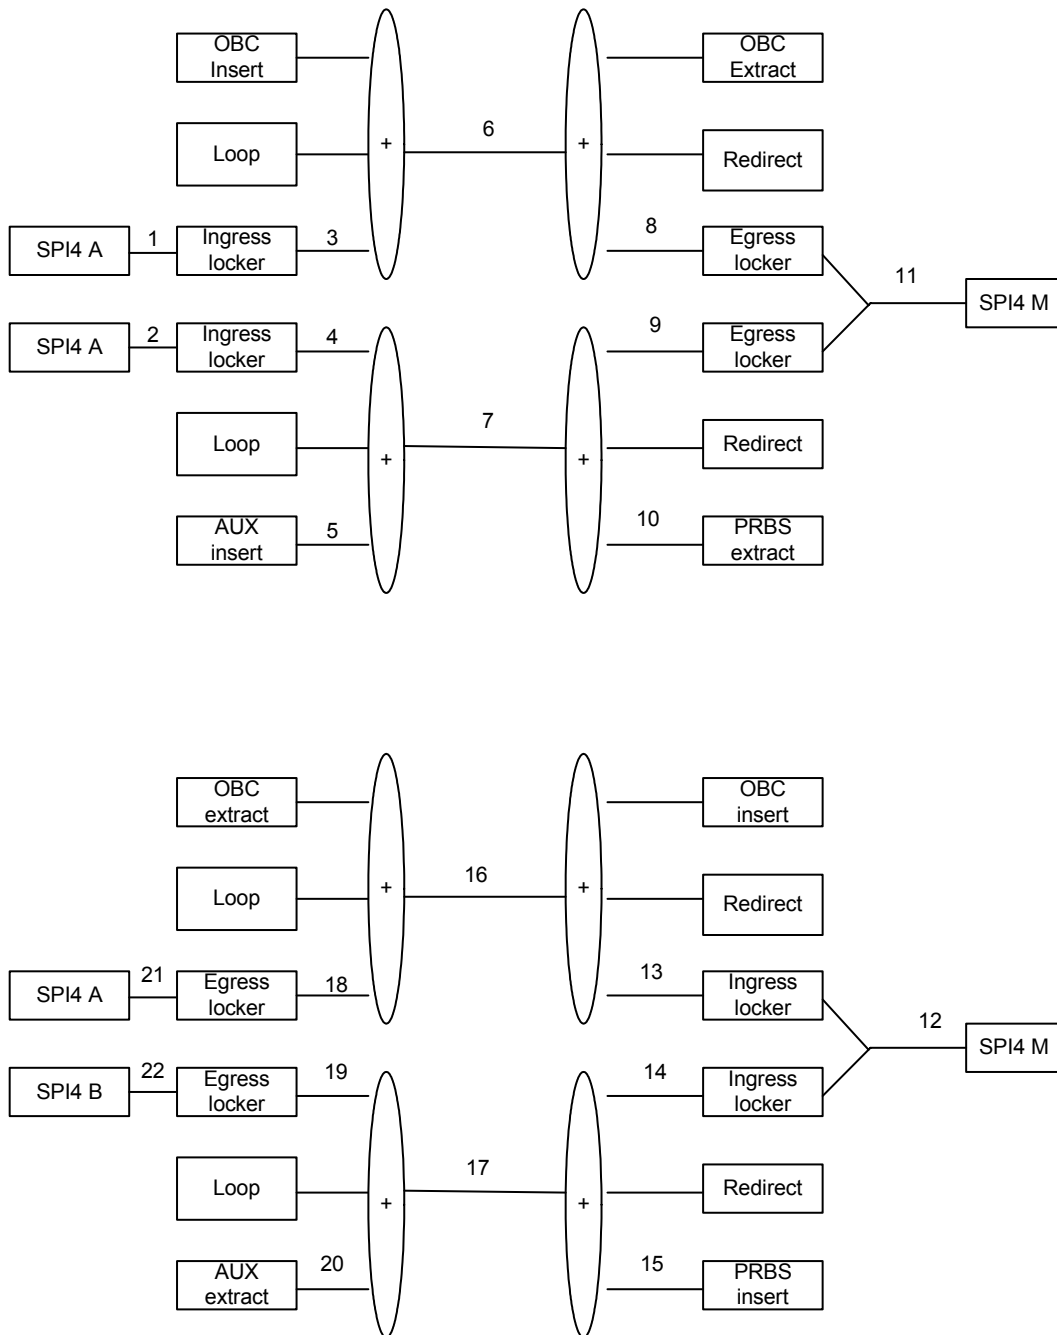 OBC
Insert
OBC
Extract
+
6
+
Loop
Redirect
SPI4 A
1
Ingress
locker
3
8
Egress
locker
11
SPI4 M
SPI4 A
2
Ingress
locker
4
9
Egress
locker
Loop
+
7
+
Redirect
AUX
insert
5
10
PRBS
extract
OBC
extract
OBC
insert
+
16
+
Loop
Redirect
SPI4 A
21
Egress
locker
18
13
Ingress
locker
12
SPI4 M
SPI4 B
22
Egress
locker
19
14
Ingress
locker
Loop
+
17
+
Redirect
AUX
extract
20
15
PRBS
insert